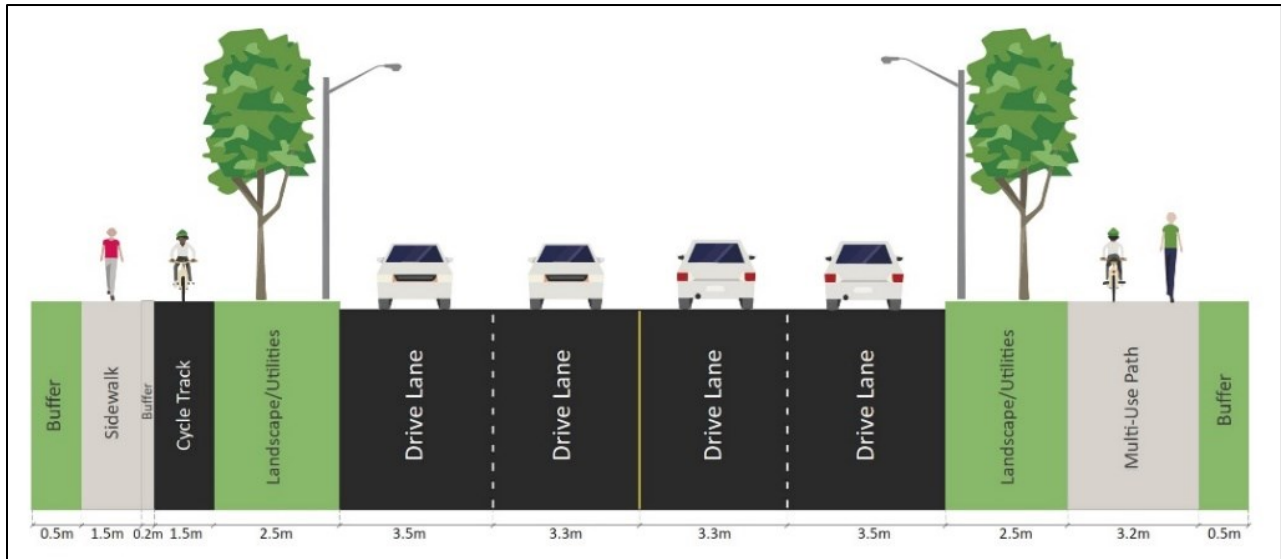 Buffer
Sidewalk
Buffer
Cycle Track
Landscape/Utilities
Drive Lane
Drive Lane
Drive Lane
Drive Lane
Landscape/Utilities
Multi-Use Path
Buffer
0.5m 1.5m 0.2m 1.5m 2.5m 3.5m 3.3m 3.3m 3.5m 2.5m 3.2m 0.5m